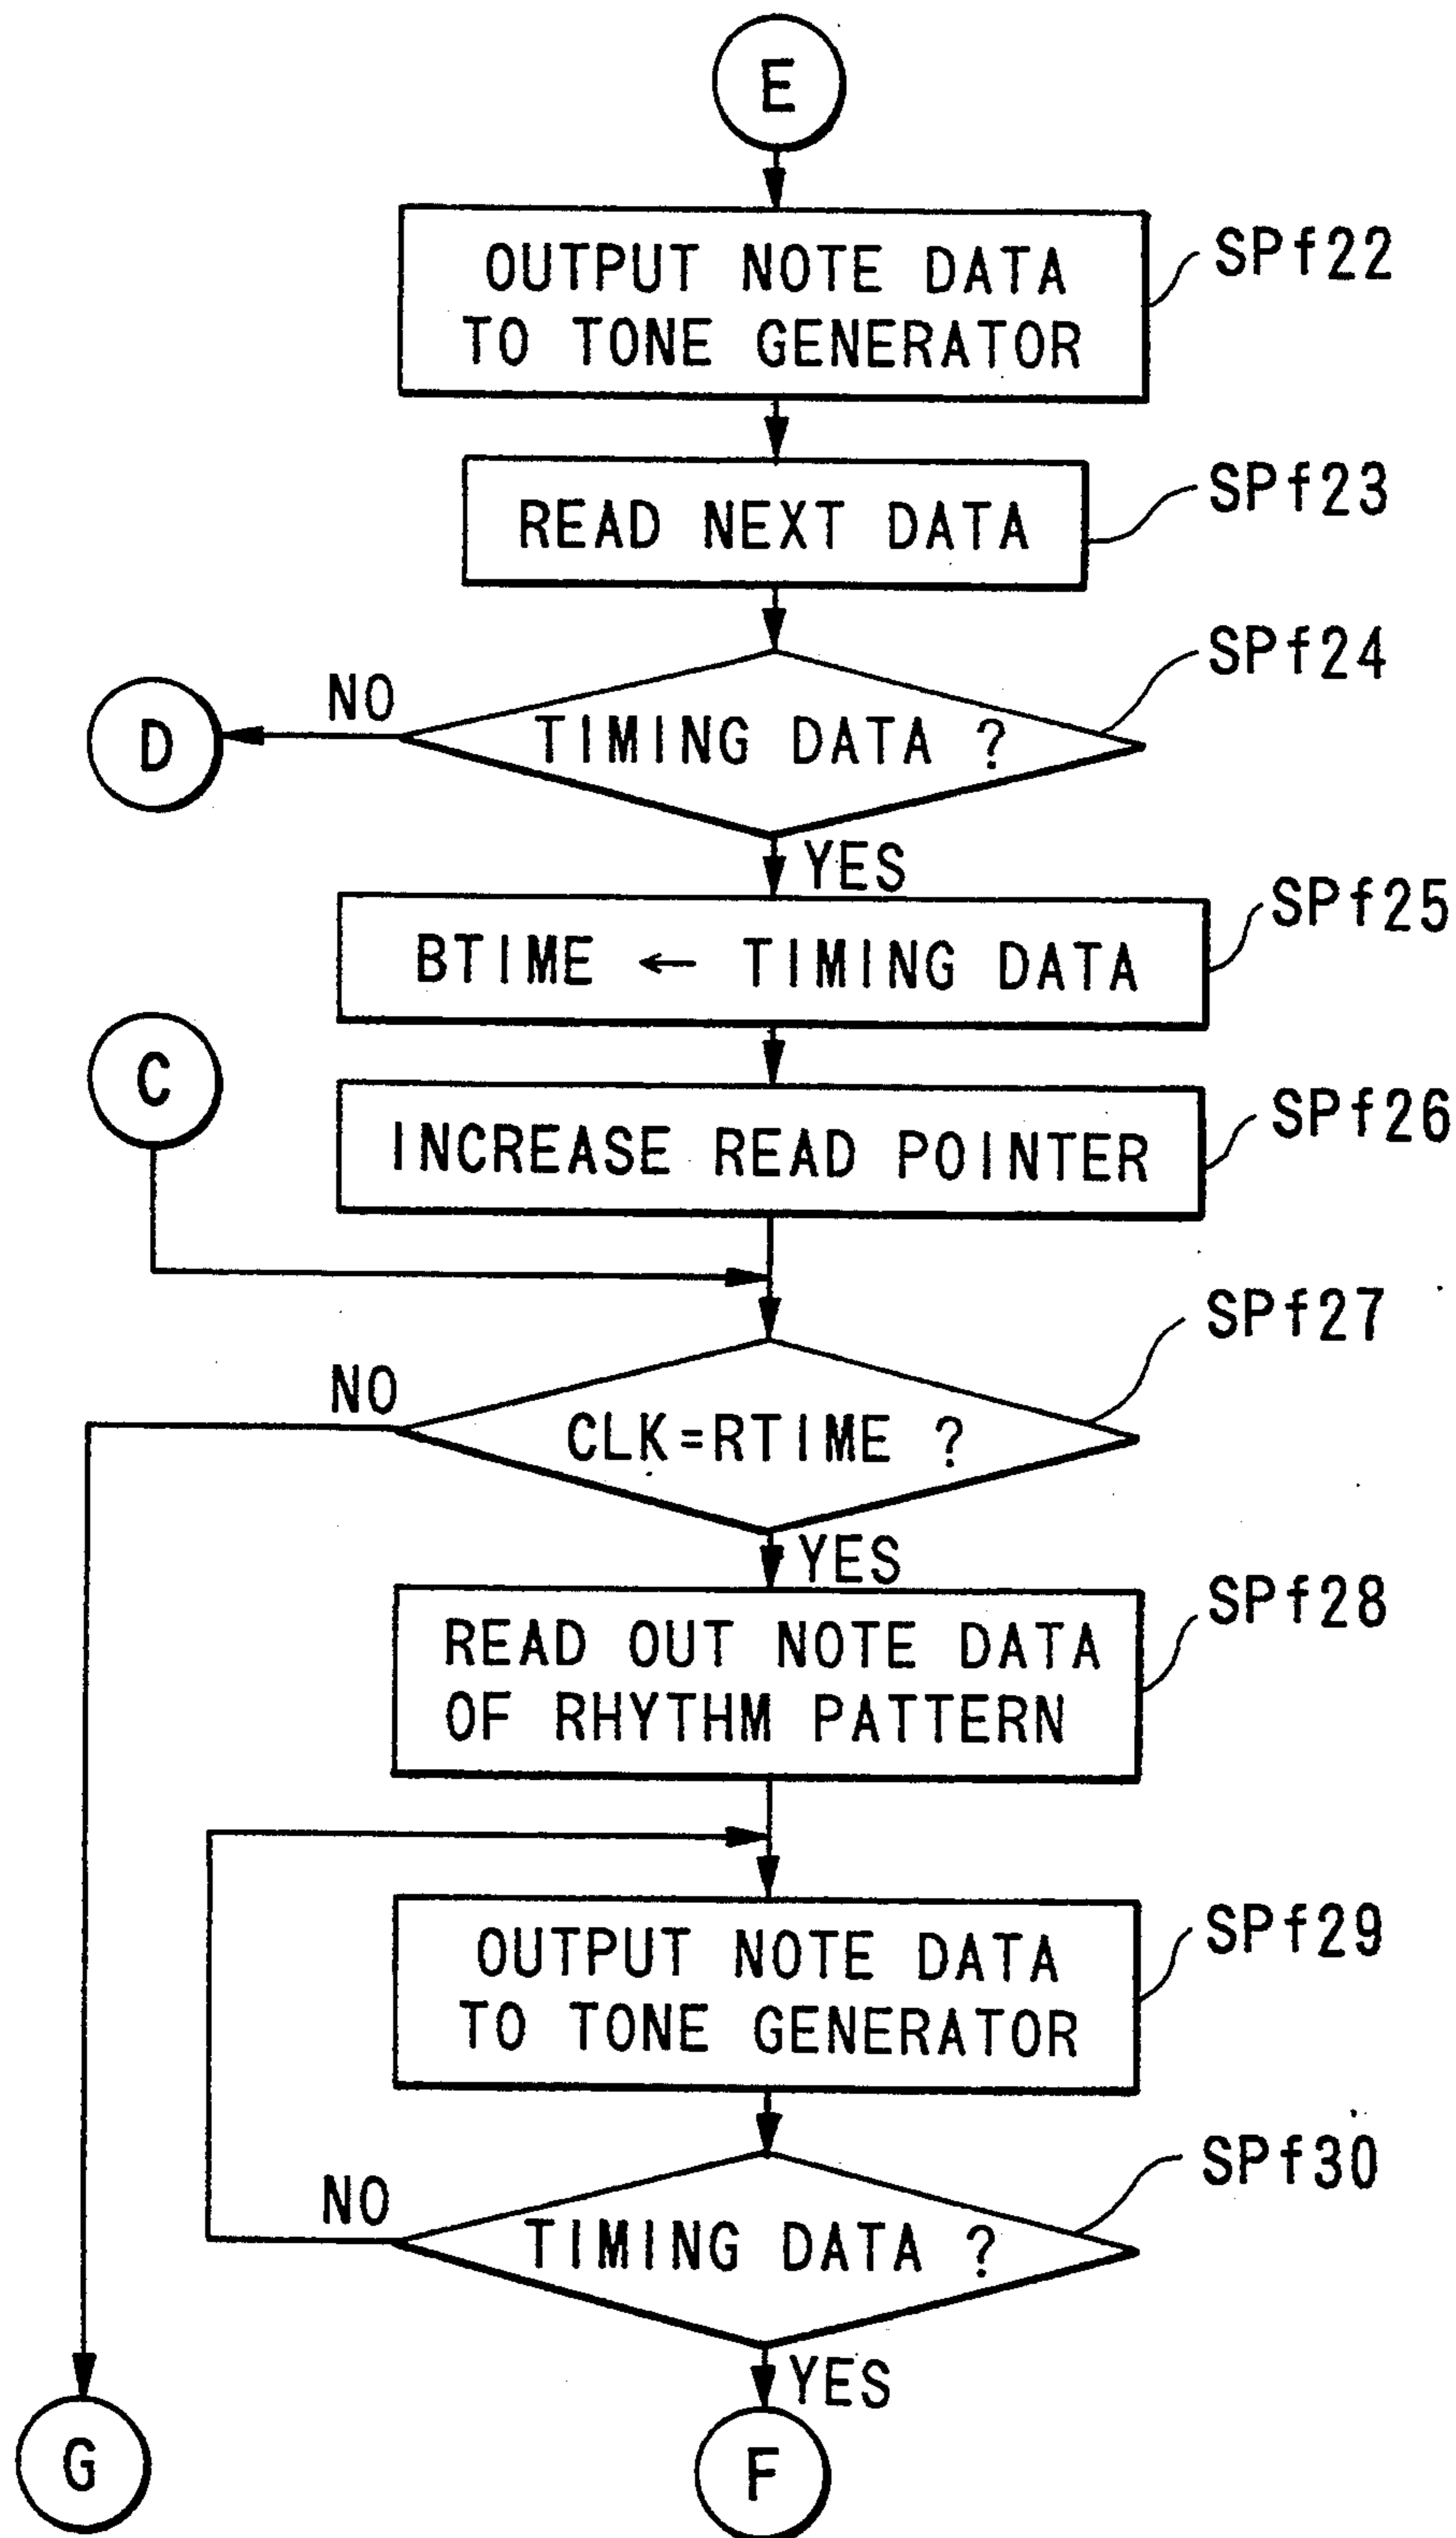 E
OUTPUT NOTE DATA
TO TONE GENERATOR
SPf22
READ NEXT DATA
SPf23
TIMING DATA ?
SPf24
NO
D
YES
BTIME ← TIMING DATA
SPf25
C
INCREASE READ POINTER
SPf26
CLK=RTIME ?
SPf27
NO
YES
READ OUT NOTE DATA
OF RHYTHM PATTERN
SPf28
OUTPUT NOTE DATA
TO TONE GENERATOR
SPf29
TIMING DATA ?
SPf30
NO
YES
G
F